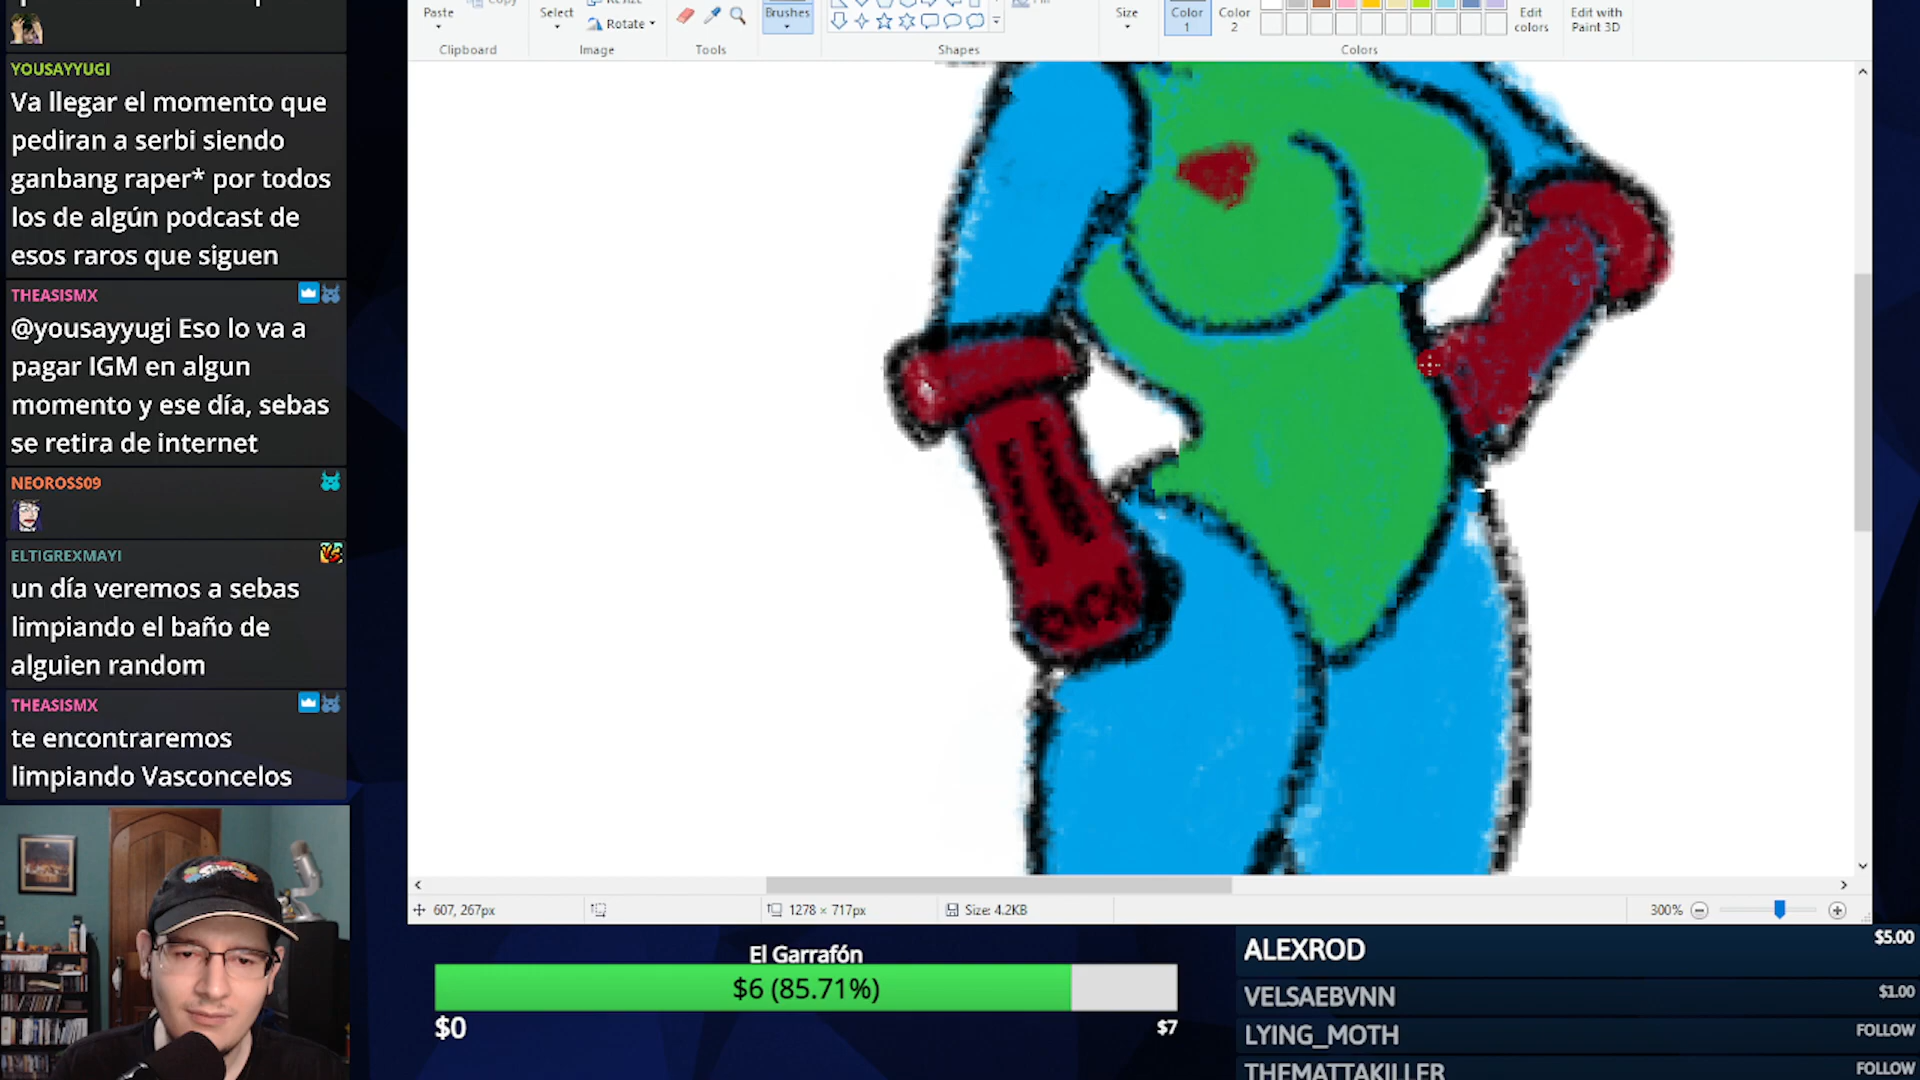 YOUSAYYUGI
Va llegar el momento que
pediran a serbi siendo
ganbang raper* por todos
los de algún podcast de
esos raros que siguen
THEASISMX
@yousayyugi Eso lo va a
pagar IGM en algun
momento y ese día, sebas
se retira de internet
NEOROSS09
ELTIGREXMAYI
un día veremos a sebas
limpiando el baño de
alguien random
THEASISMX
te encontraremos
limpiando Vasconcelos
Paste
Copy
Select
Rotate
Brushes
Size
Color 1
Color 2
Edit colors
Edit with Paint 3D
Clipboard
Image
Tools
Shapes
Colors
607, 267px
1278 × 717px
Size: 4.2KB
300%
El Garrafón
$6 (85.71%)
$0
$7
ALEXROD
$5.00
VELSAEBVNN
$1.00
LYING_MOTH
FOLLOW
THEMATTAKILLER
FOLLOW